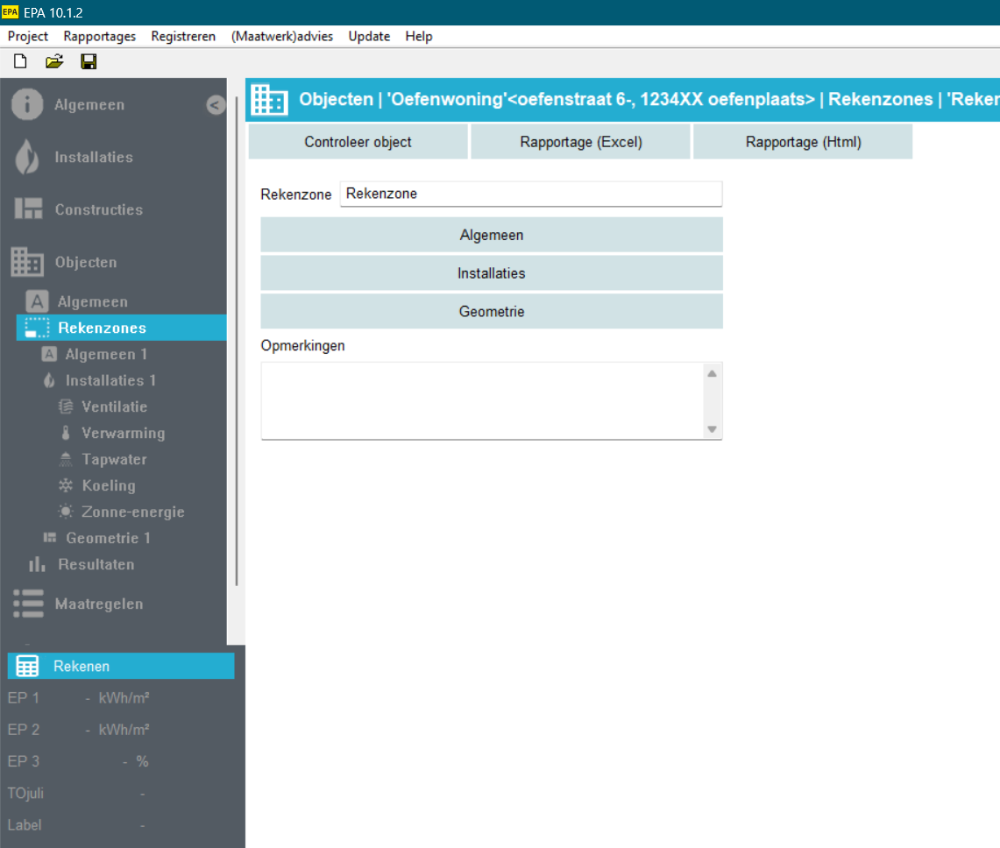 EPA EPA 10.1.2
Project Rapportages Registreren (Maatwerk)advies Update Help
Algemeen
Installaties
Constructies
Objecten
A Algemeen
Rekenzones
A Algemeen 1
Installaties 1
Ventilatie
Verwarming
Tapwater
Koeling
Zonne-energie
Geometrie 1
Resultaten
Maatregelen
Rekenen
EP 1 - kWh/m²
EP 2 - kWh/m²
EP 3 - %
TOjuli -
Label -
Objecten | 'Oefenwoning'<oefenstraat 6-, 1234XX oefenplaats> | Rekenzones | 'Reken
Controleer object Rapportage (Excel) Rapportage (Html)
Rekenzone Rekenzone
Algemeen
Installaties
Geometrie
Opmerkingen